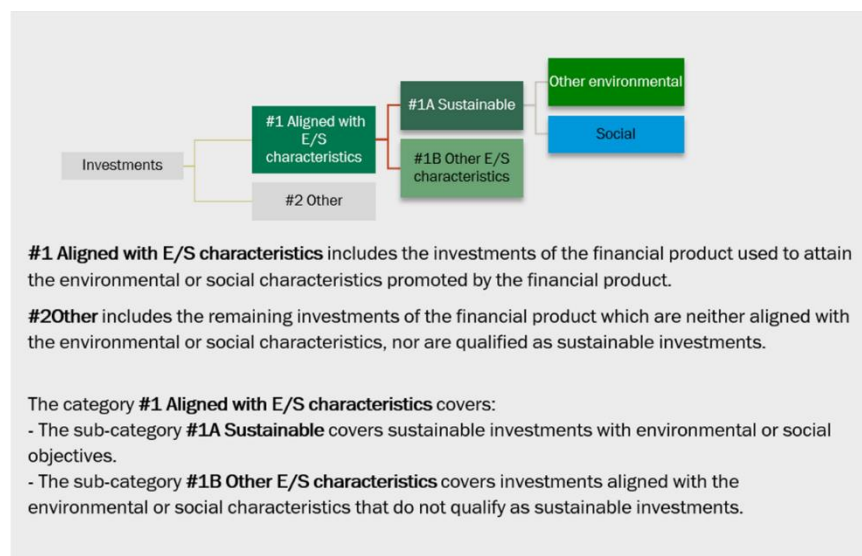 Other environmental
#1A Sustainable
#1 Aligned with
E/S
characteristics
Social
#1B Other E/S
characteristics
Investments
#2 Other
#1 Aligned with E/S characteristics includes the investments of the financial product used to attain
the environmental or social characteristics promoted by the financial product.
#2Other includes the remaining investments of the financial product which are neither aligned with
the environmental or social characteristics, nor are qualified as sustainable investments.
The category #1 Aligned with E/S characteristics covers:
- The sub-category #1A Sustainable covers sustainable investments with environmental or social
objectives.
- The sub-category #1B Other E/S characteristics covers investments aligned with the
environmental or social characteristics that do not qualify as sustainable investments.